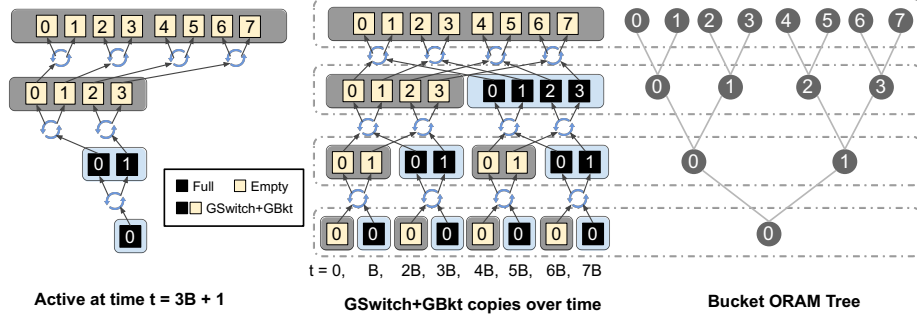 0 1 2 3 4 5 6 7
0 1 2 3
0 1
0
Full Empty
GSwitch+GBkt
Active at time t = 3B + 1
0 1 2 3 4 5 6 7
0 1 2 3 0 1 2 3
0 1 0 1 0 1 0 1
0 0 0 0 0 0 0 0
t = 0, B, 2B, 3B, 4B, 5B, 6B, 7B
GSwitch+GBkt copies over time
0 1 2 3 4 5 6 7
0 1 2 3
0 1
0
Bucket ORAM Tree